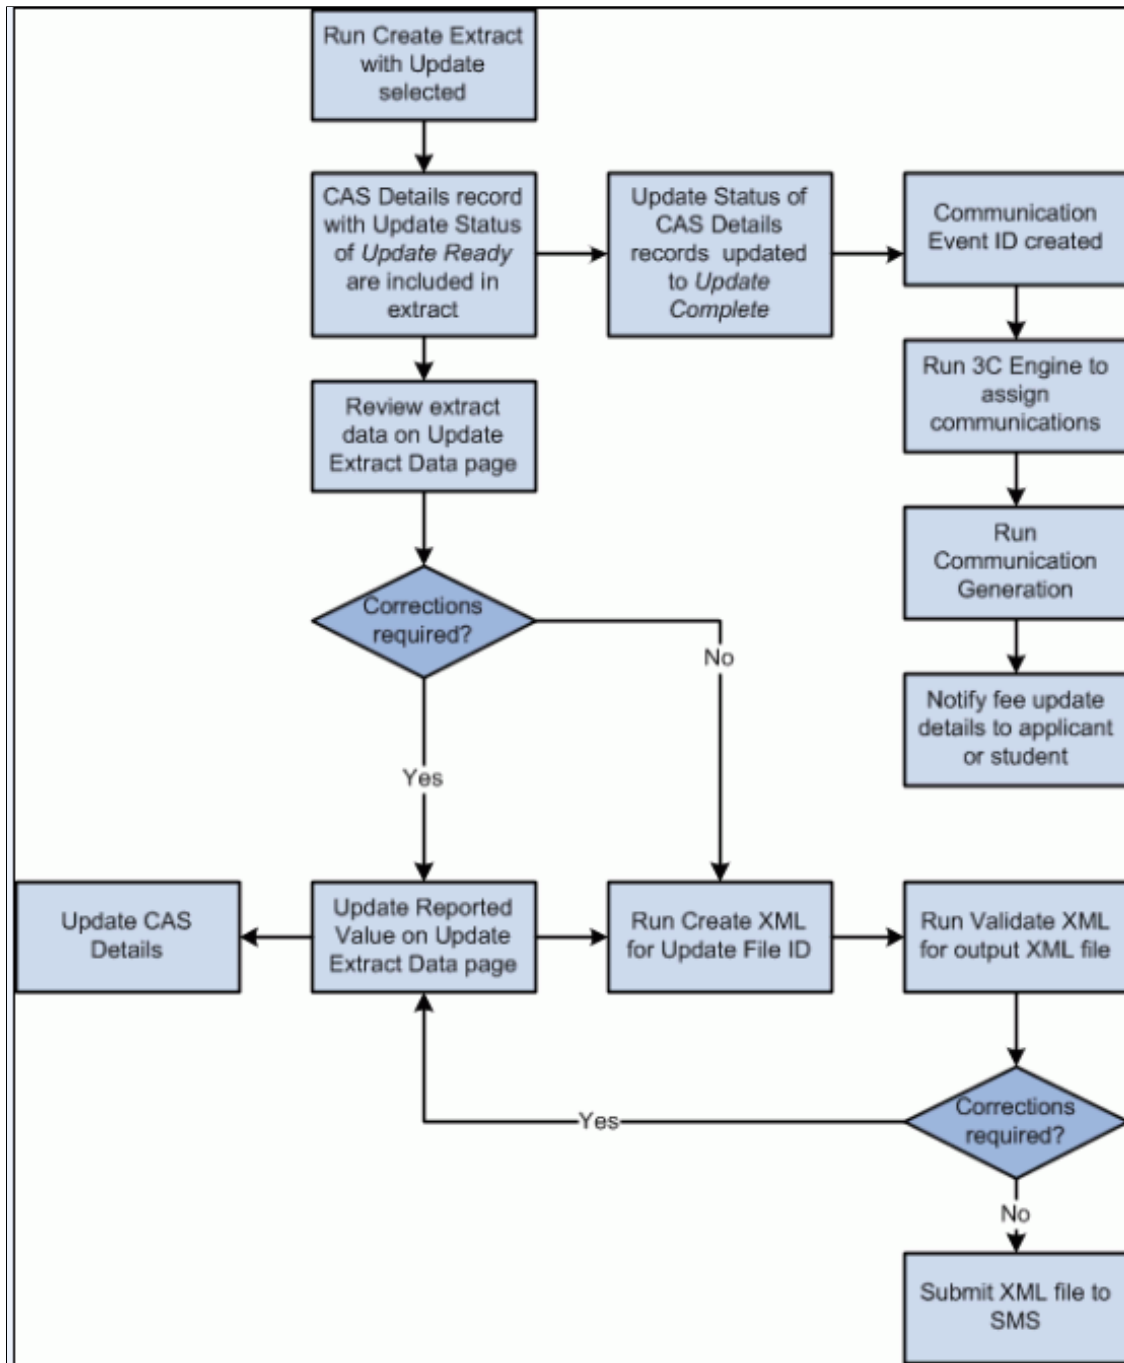 Run Create Extract
with Update
selected
CAS Details record
with Update Status
of Update Ready
are included in
extract
Update Status of
CAS Details
records updated
to Update
Complete
Communication
Event ID created
Run 3C Engine to
assign
communications
Review extract
data on Update
Extract Data page
Run
Communication
Generation
Corrections
required?
No
Notify fee update
details to applicant
or student
Yes
Update CAS
Details
Update Reported
Value on Update
Extract Data page
Run Create XML
for Update File ID
Run Validate XML
for output XML file
Corrections
required?
Yes
No
Submit XML file to
SMS